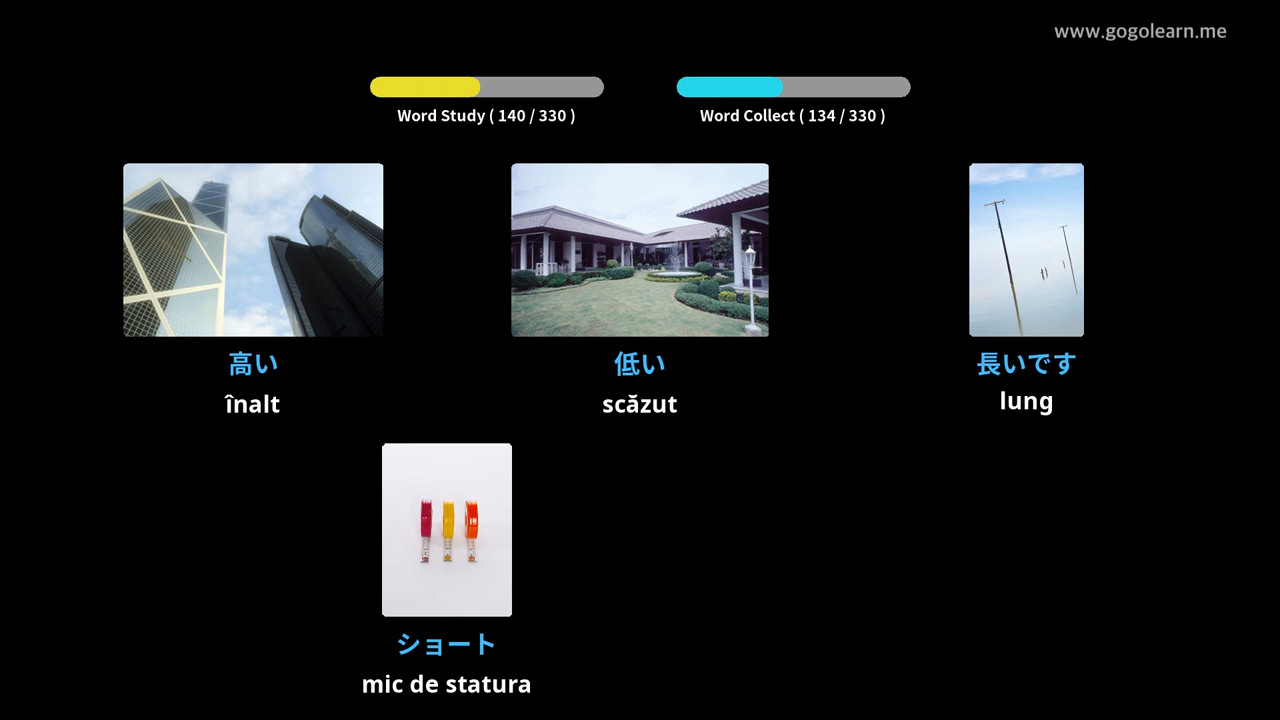 www.gogolearn.me
Word Study ( 140 / 330 )
Word Collect ( 134 / 330 )
高い
înalt
低い
scăzut
長いです
lung
ショート
mic de statura